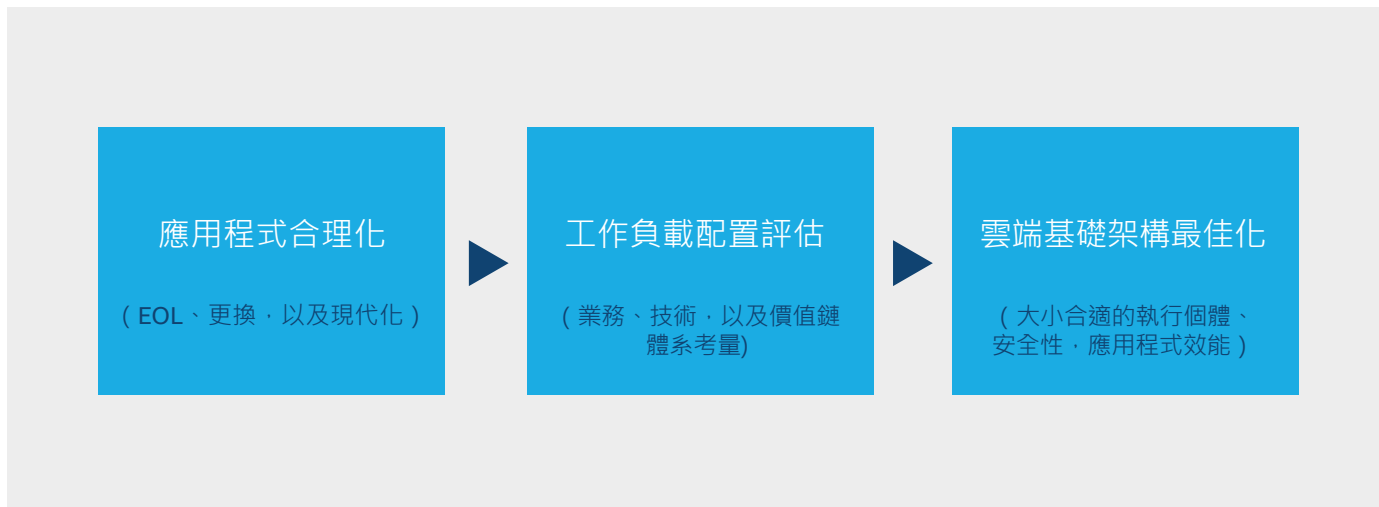 應用程式合理化
（EOL、更換，以及現代化）
工作負載配置評估
（業務、技術，以及價值鏈
體系考量)
雲端基礎架構最佳化
（大小合適的執行個體、
安全性，應用程式效能）